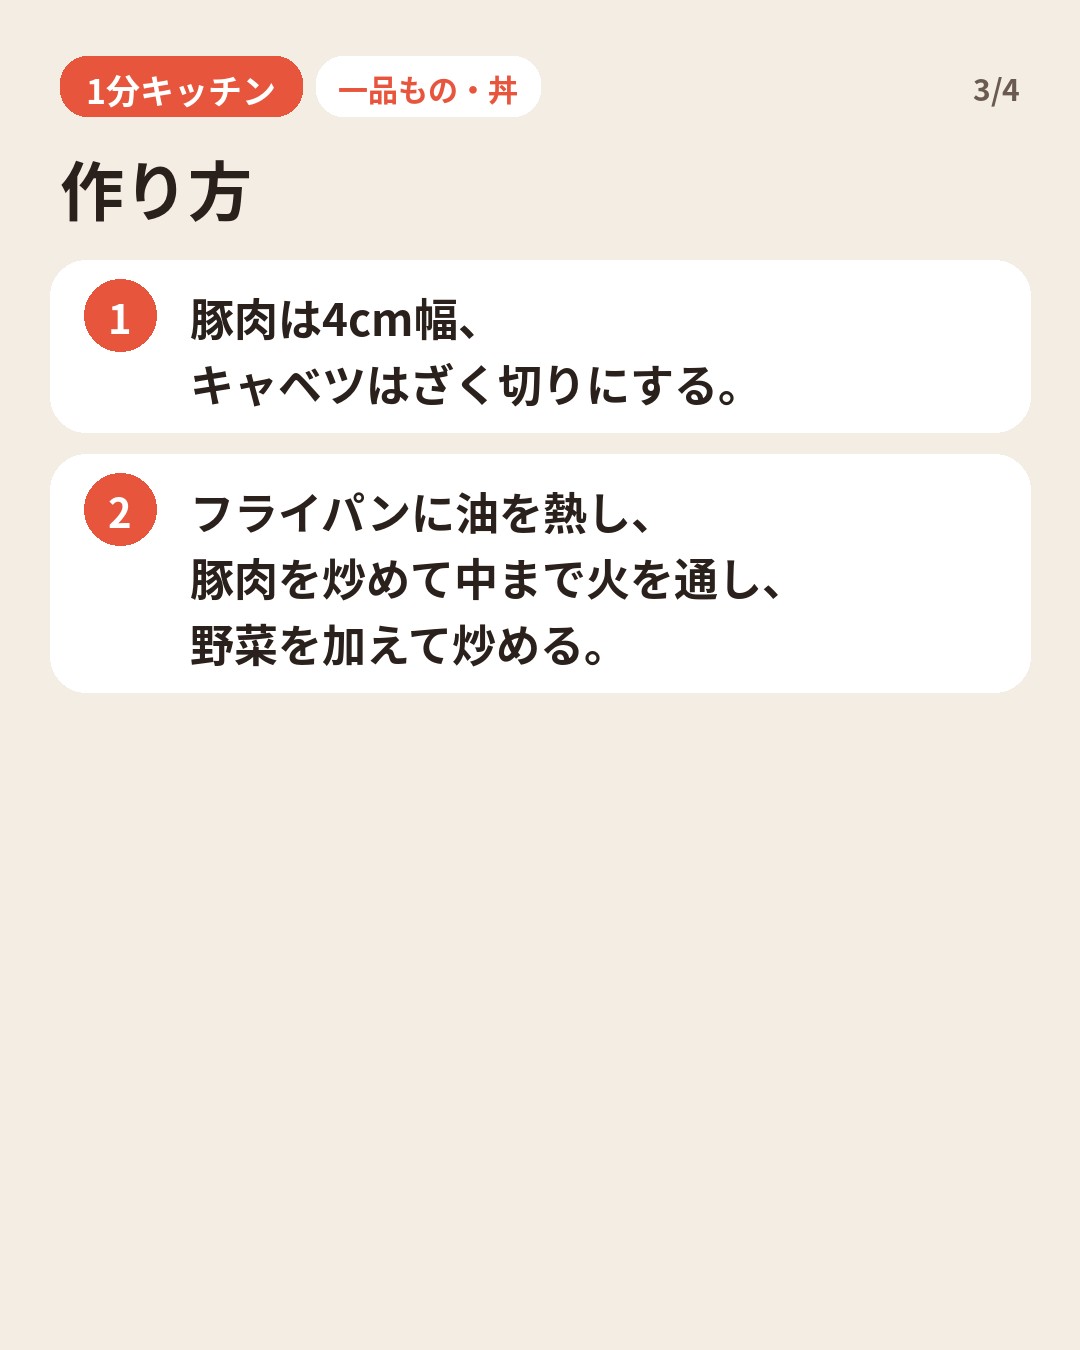 1分キッチン
一品もの・丼
3/4
作り方
1
豚肉は4cm幅、
キャベツはざく切りにする。
2
フライパンに油を熱し、
豚肉を炒めて中まで火を通し、
野菜を加えて炒める。